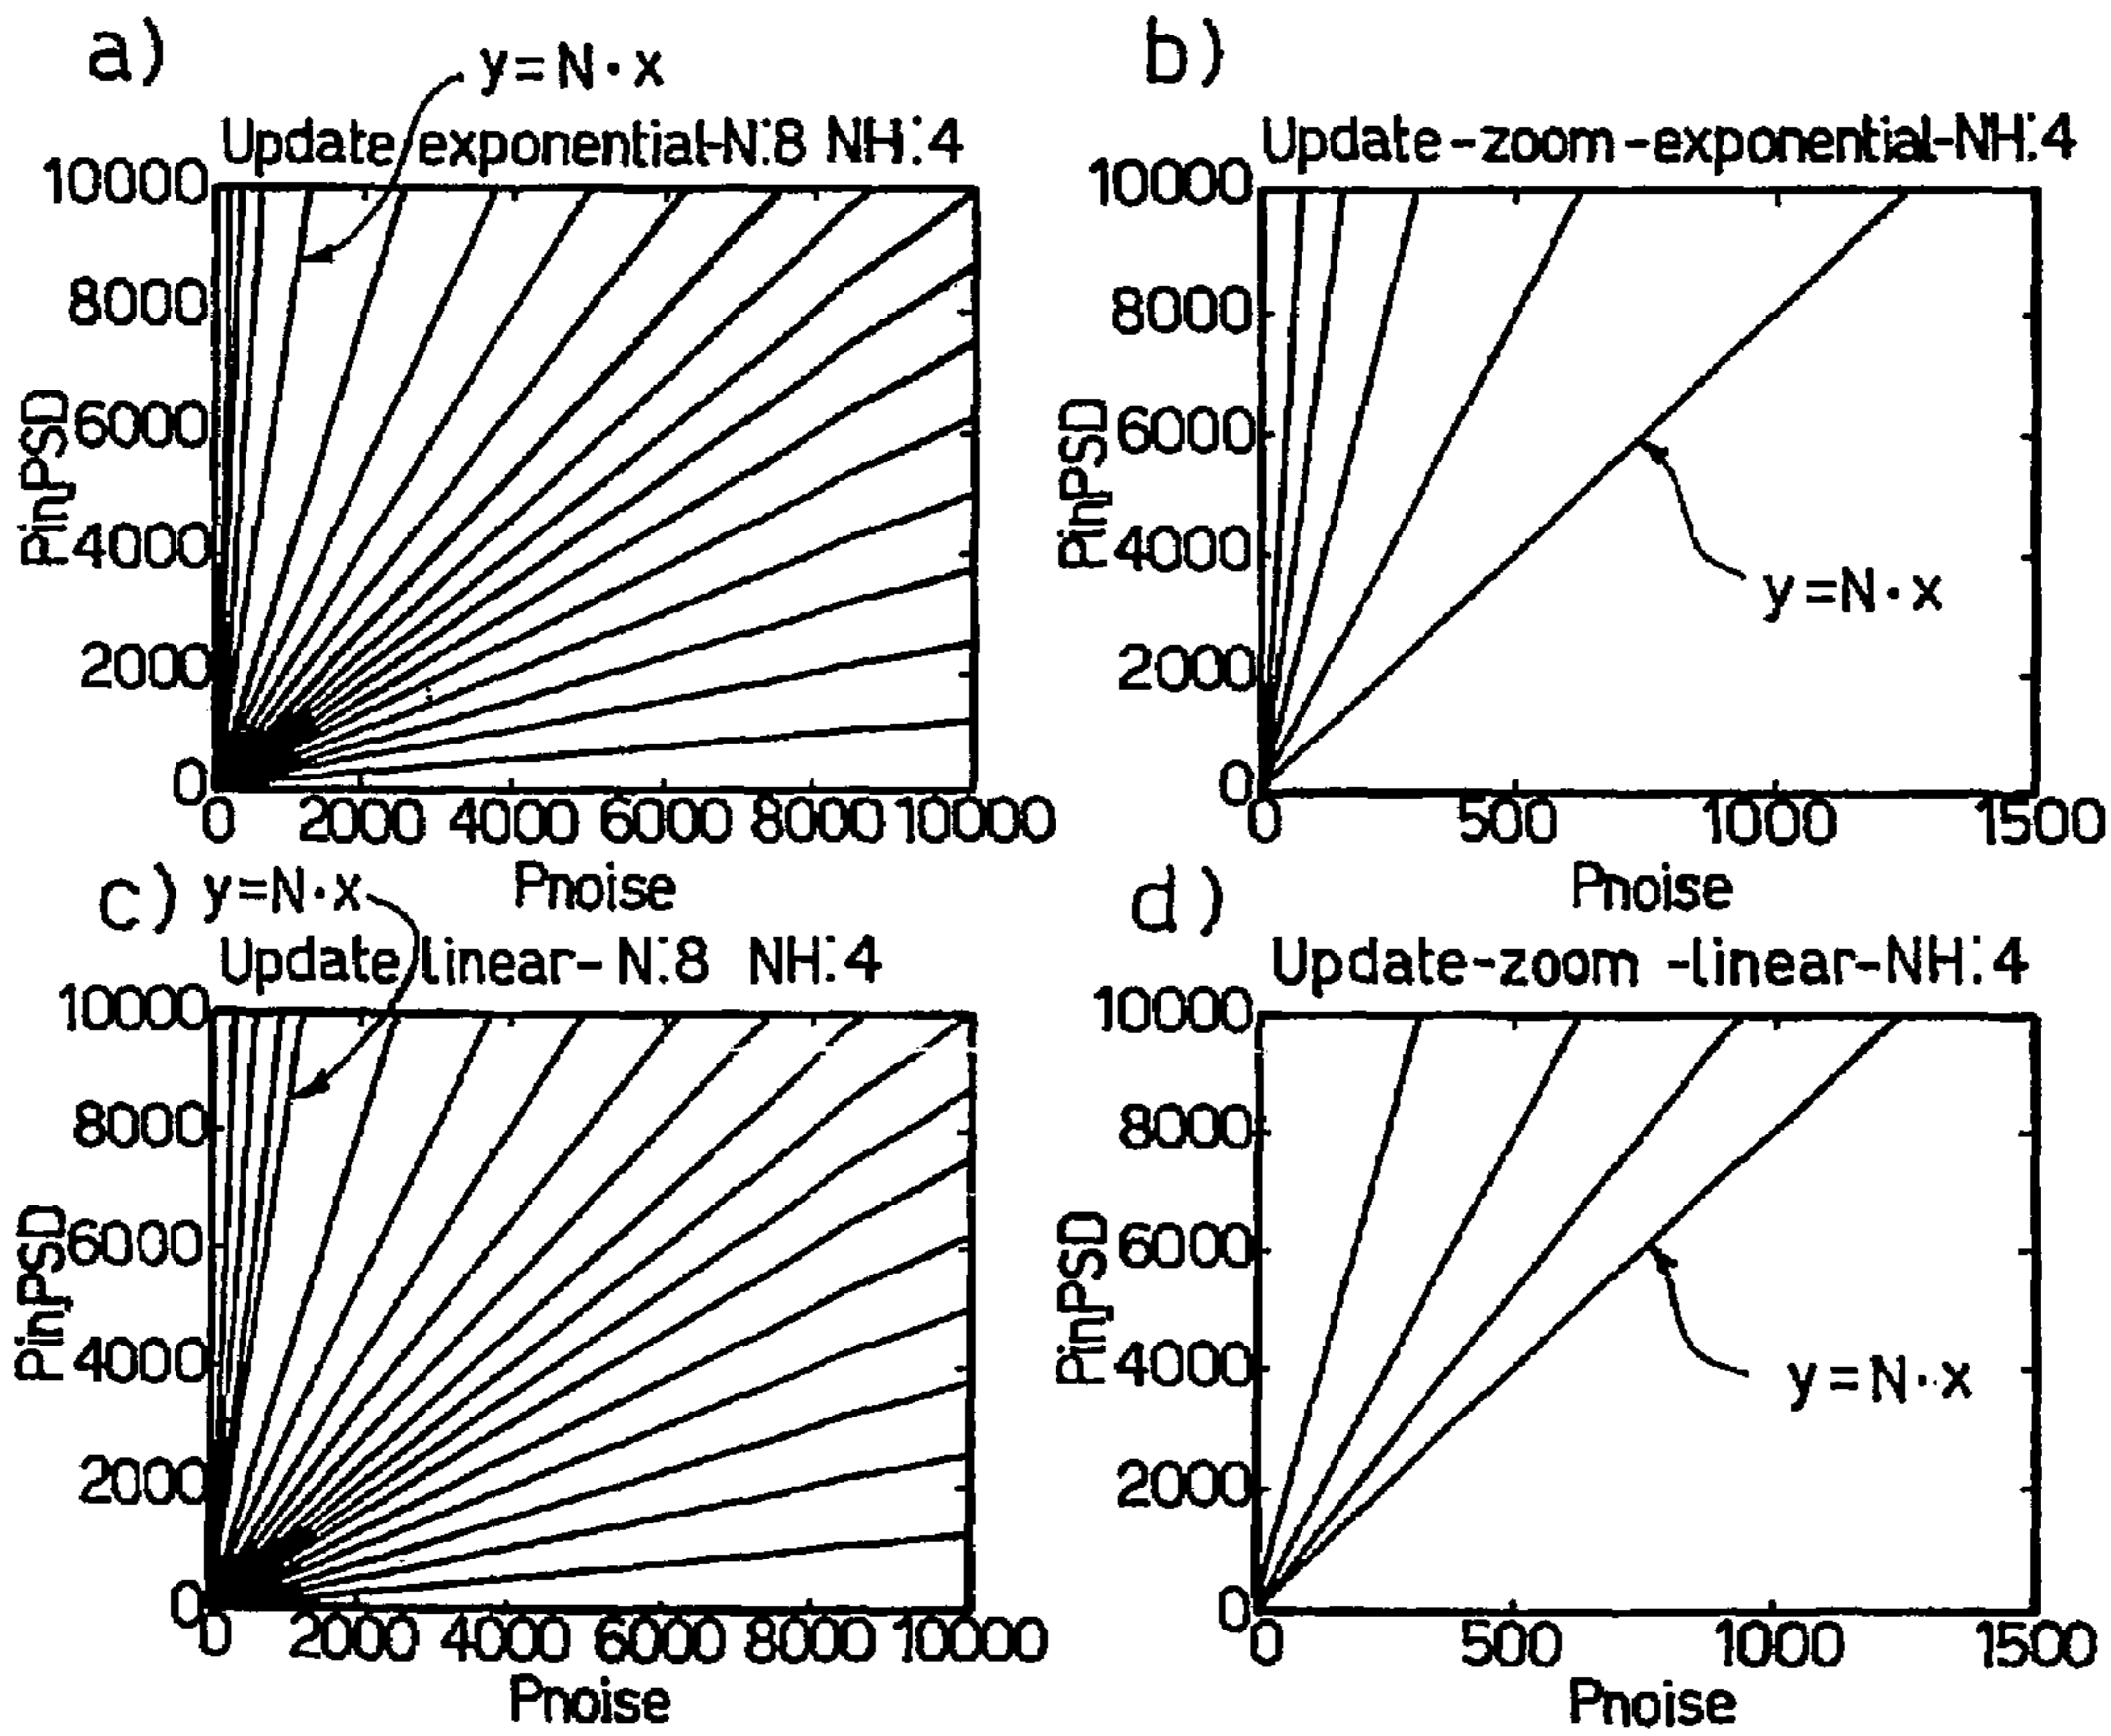 a)
y=N·x
Update exponential-N:8 NH:4
10000
8000
6000
4000
2000
0
PinPSD
0 2000 4000 6000 8000 10000
Pnoise
b)
Update-zoom-exponential-NH:4
10000
8000
6000
4000
2000
0
PinPSD
y=N·x
0 500 1000 1500
Pnoise
c)
y=N·x
Update linear-N:8 NH:4
10000
8000
6000
4000
2000
0
PinPSD
0 2000 4000 6000 8000 10000
Pnoise
d)
Update-zoom-linear-NH:4
10000
8000
6000
4000
2000
0
PinPSD
y=N·x
0 500 1000 1500
Pnoise